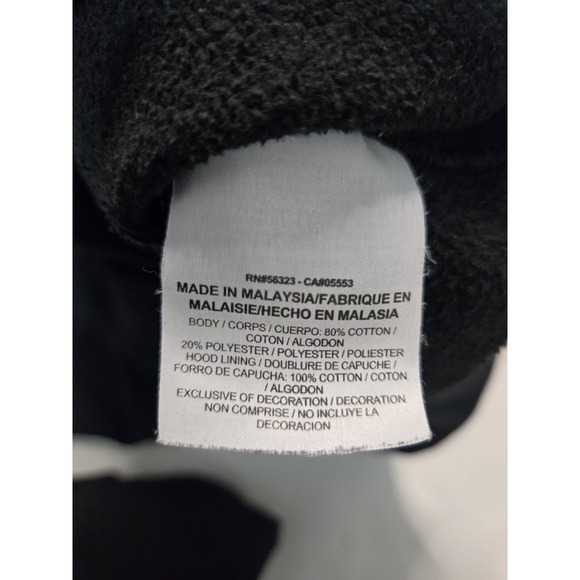 RN#56323 - CA#05553
MADE IN MALAYSIA/FABRIQUE EN
MALAISIE/HECHO EN MALASIA
BODY / CORPS / CUERPO: 80% COTTON /
COTON / ALGODON
20% POLYESTER / POLYESTER / POLIESTER
HOOD LINING / DOUBLURE DE CAPUCHE /
FORRO DE CAPUCHA: 100% COTTON / COTON
/ ALGODON
EXCLUSIVE OF DECORATION / DECORATION
NON COMPRISE / NO INCLUYE LA
DECORACION